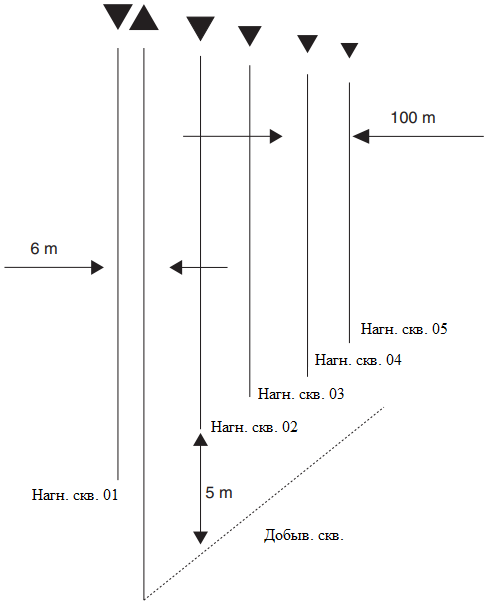 100 m
6 m
Нагн. скв. 05
Нагн. скв. 04
Нагн. скв. 03
Нагн. скв. 02
Нагн. скв. 01
5 m
Добыв. скв.